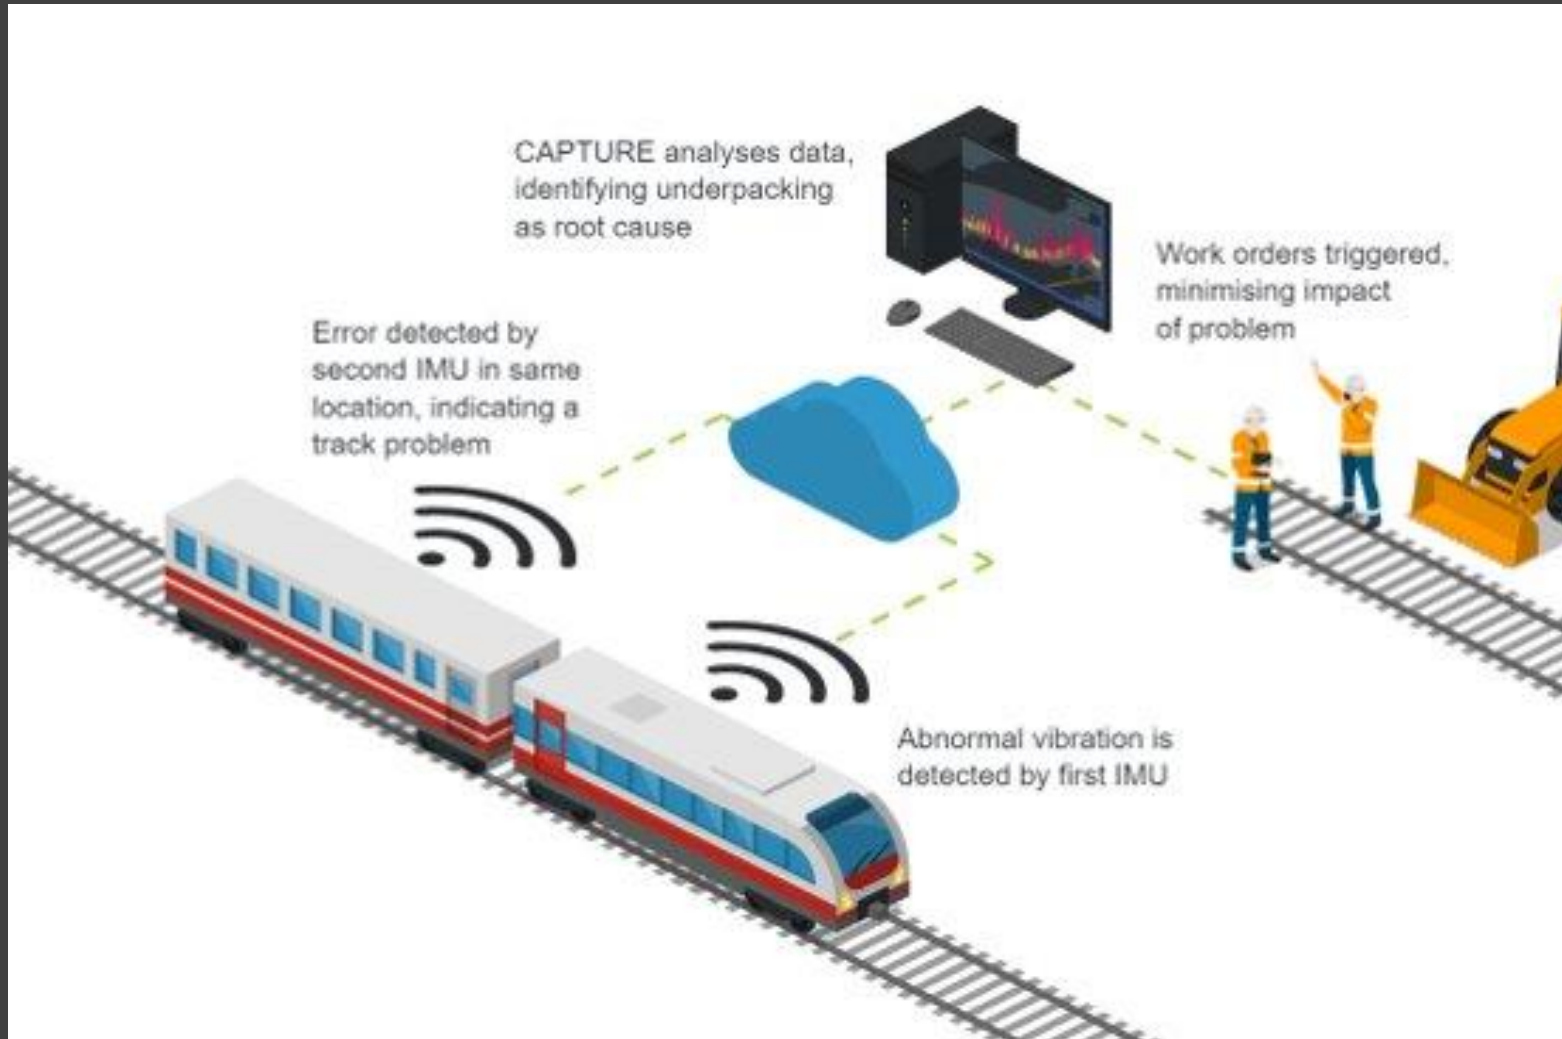 CAPTURE analyses data,
identifying underpacking
as root cause
Work orders triggered,
minimising impact
of problem
Error detected by
second IMU in same
location, indicating a
track problem
Abnormal vibration is
detected by first IMU